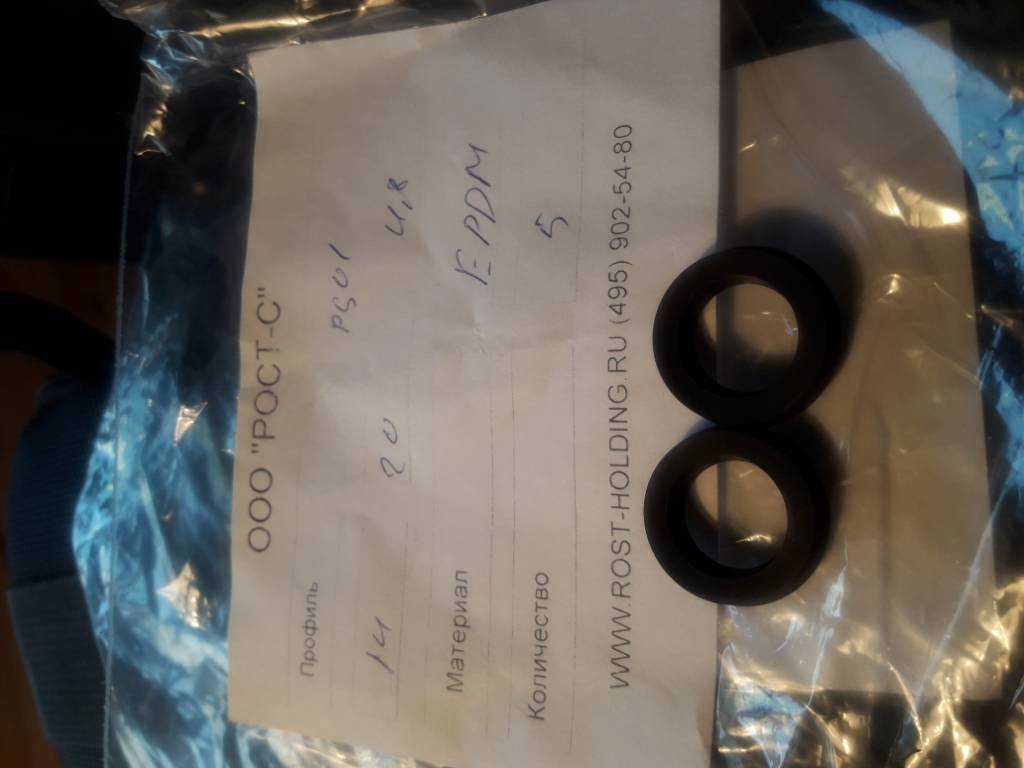 ООО "РОСТ-С"
Профиль PS01
14 20 4,8
Материал EPDM
Количество 5
WWW.ROST-HOLDING.RU (495) 902-54-80